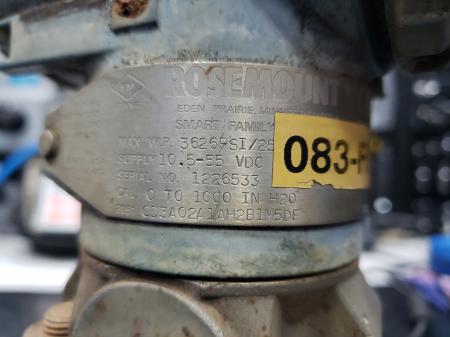 ROSEMOUNT
EDEN PRAIRIE, MINN
SMART FAMILY
MAX W.P. 3626PSI/25
SUPPLY 10.5-55 VDC
083-P
SERIAL NO. 1226533
CAL 0 TO 1000 IN H2O
CD3A02A1AH2B1M5DF